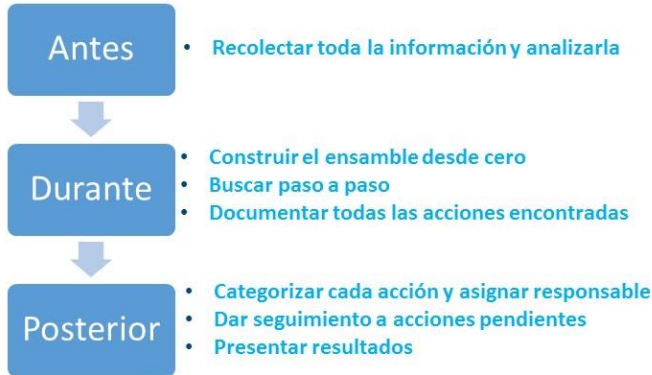 Antes
• Recolectar toda la información y analizarla
Durante
• Construir el ensamble desde cero
• Buscar paso a paso
• Documentar todas las acciones encontradas
Posterior
• Categorizar cada acción y asignar responsable
• Dar seguimiento a acciones pendientes
• Presentar resultados